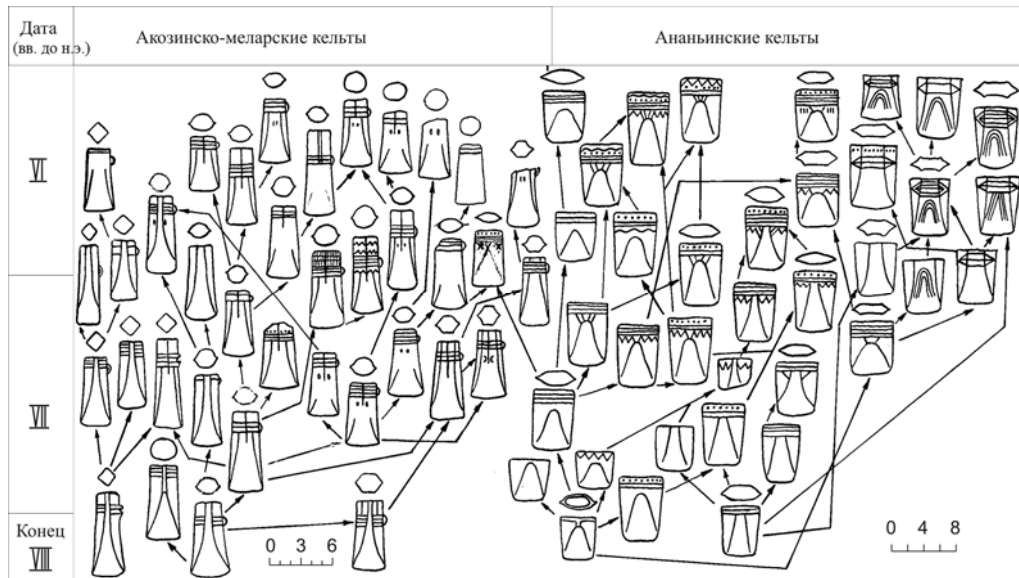 Дата
(вв. до н.э.)
Акозинско-меларские кельты
Ананьинские кельты
VI
VII
Конец
VIII
0 3 6
0 4 8